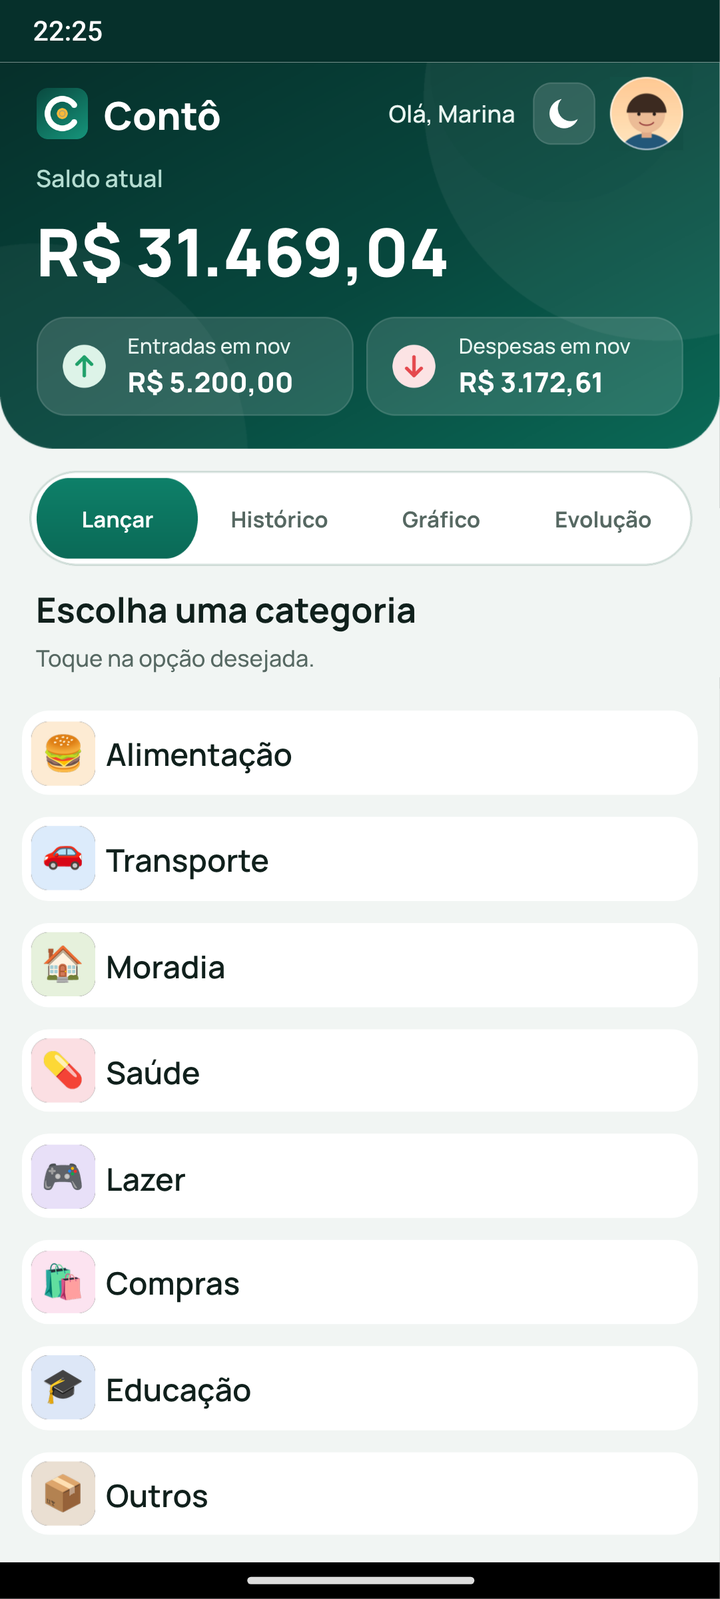 22:25
Contô
Olá, Marina
Saldo atual
R$ 31.469,04
Entradas em nov
R$ 5.200,00
Despesas em nov
R$ 3.172,61
Lançar
Histórico
Gráfico
Evolução
Escolha uma categoria
Toque na opção desejada.
Alimentação
Transporte
Moradia
Saúde
Lazer
Compras
Educação
Outros